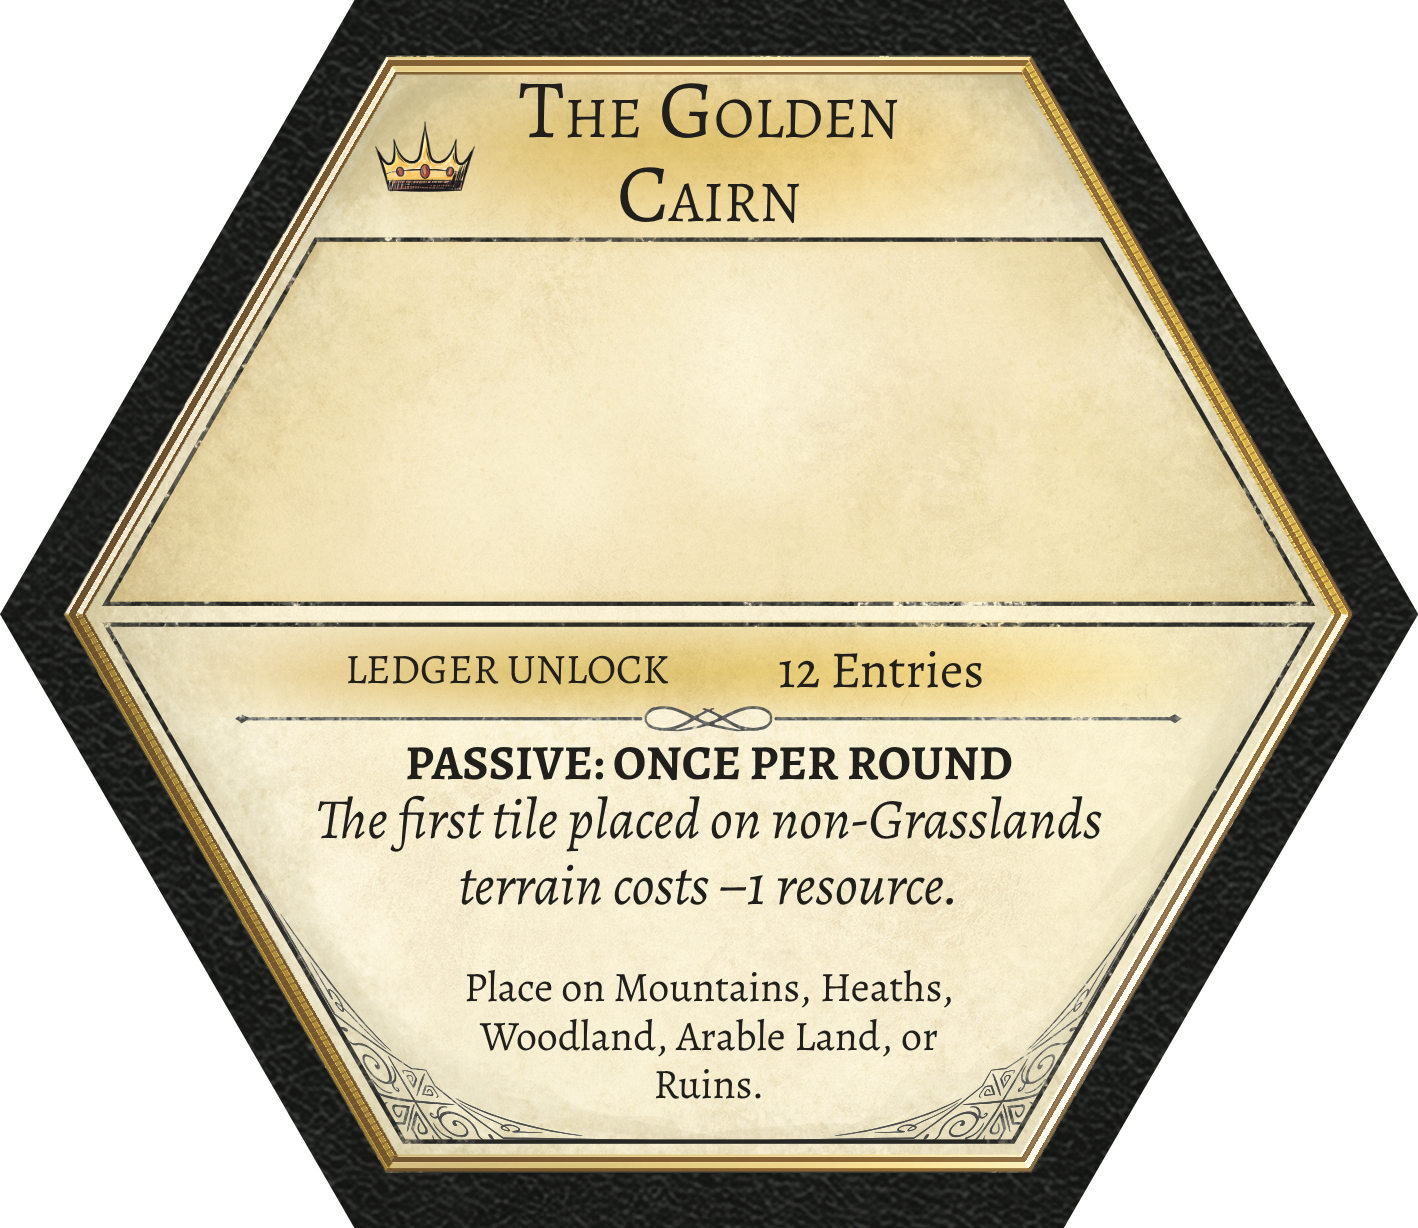 The Golden
Cairn
LEDGER UNLOCK 12 Entries
PASSIVE: ONCE PER ROUND
The first tile placed on non-Grasslands
terrain costs –1 resource.
Place on Mountains, Heaths,
Woodland, Arable Land, or
Ruins.